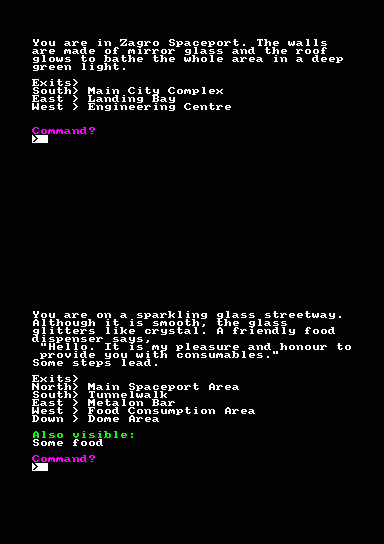 You are in Zagro Spaceport. The walls
are made of mirror glass and the roof
glows to bathe the whole area in a deep
green light.
Exits>
South> Main City Complex
East > Landing Bay
West > Engineering Centre
Command?
>
You are on a sparkling glass streetway.
Although it is smooth, the glass
glitters like crystal. A friendly food
dispenser says,
"Hello. It is my pleasure and honour to
provide you with consumables."
Some steps lead.
Exits>
North> Main Spaceport Area
South> Tunnelwalk
East > Metalon Bar
West > Food Consumption Area
Down > Dome Area
Also visible:
Some food
Command?
>